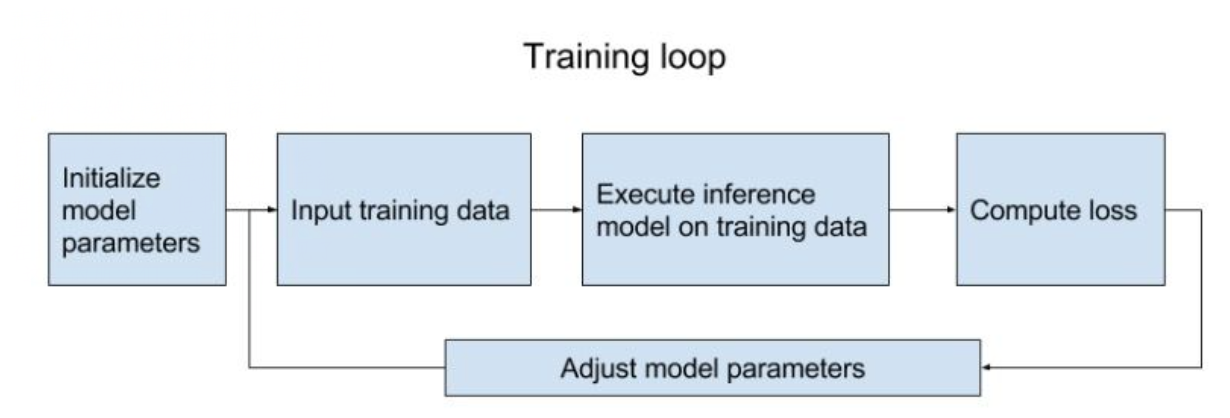 Training loop
Initialize
model
parameters
Input training data
Execute inference
model on training data
Compute loss
Adjust model parameters